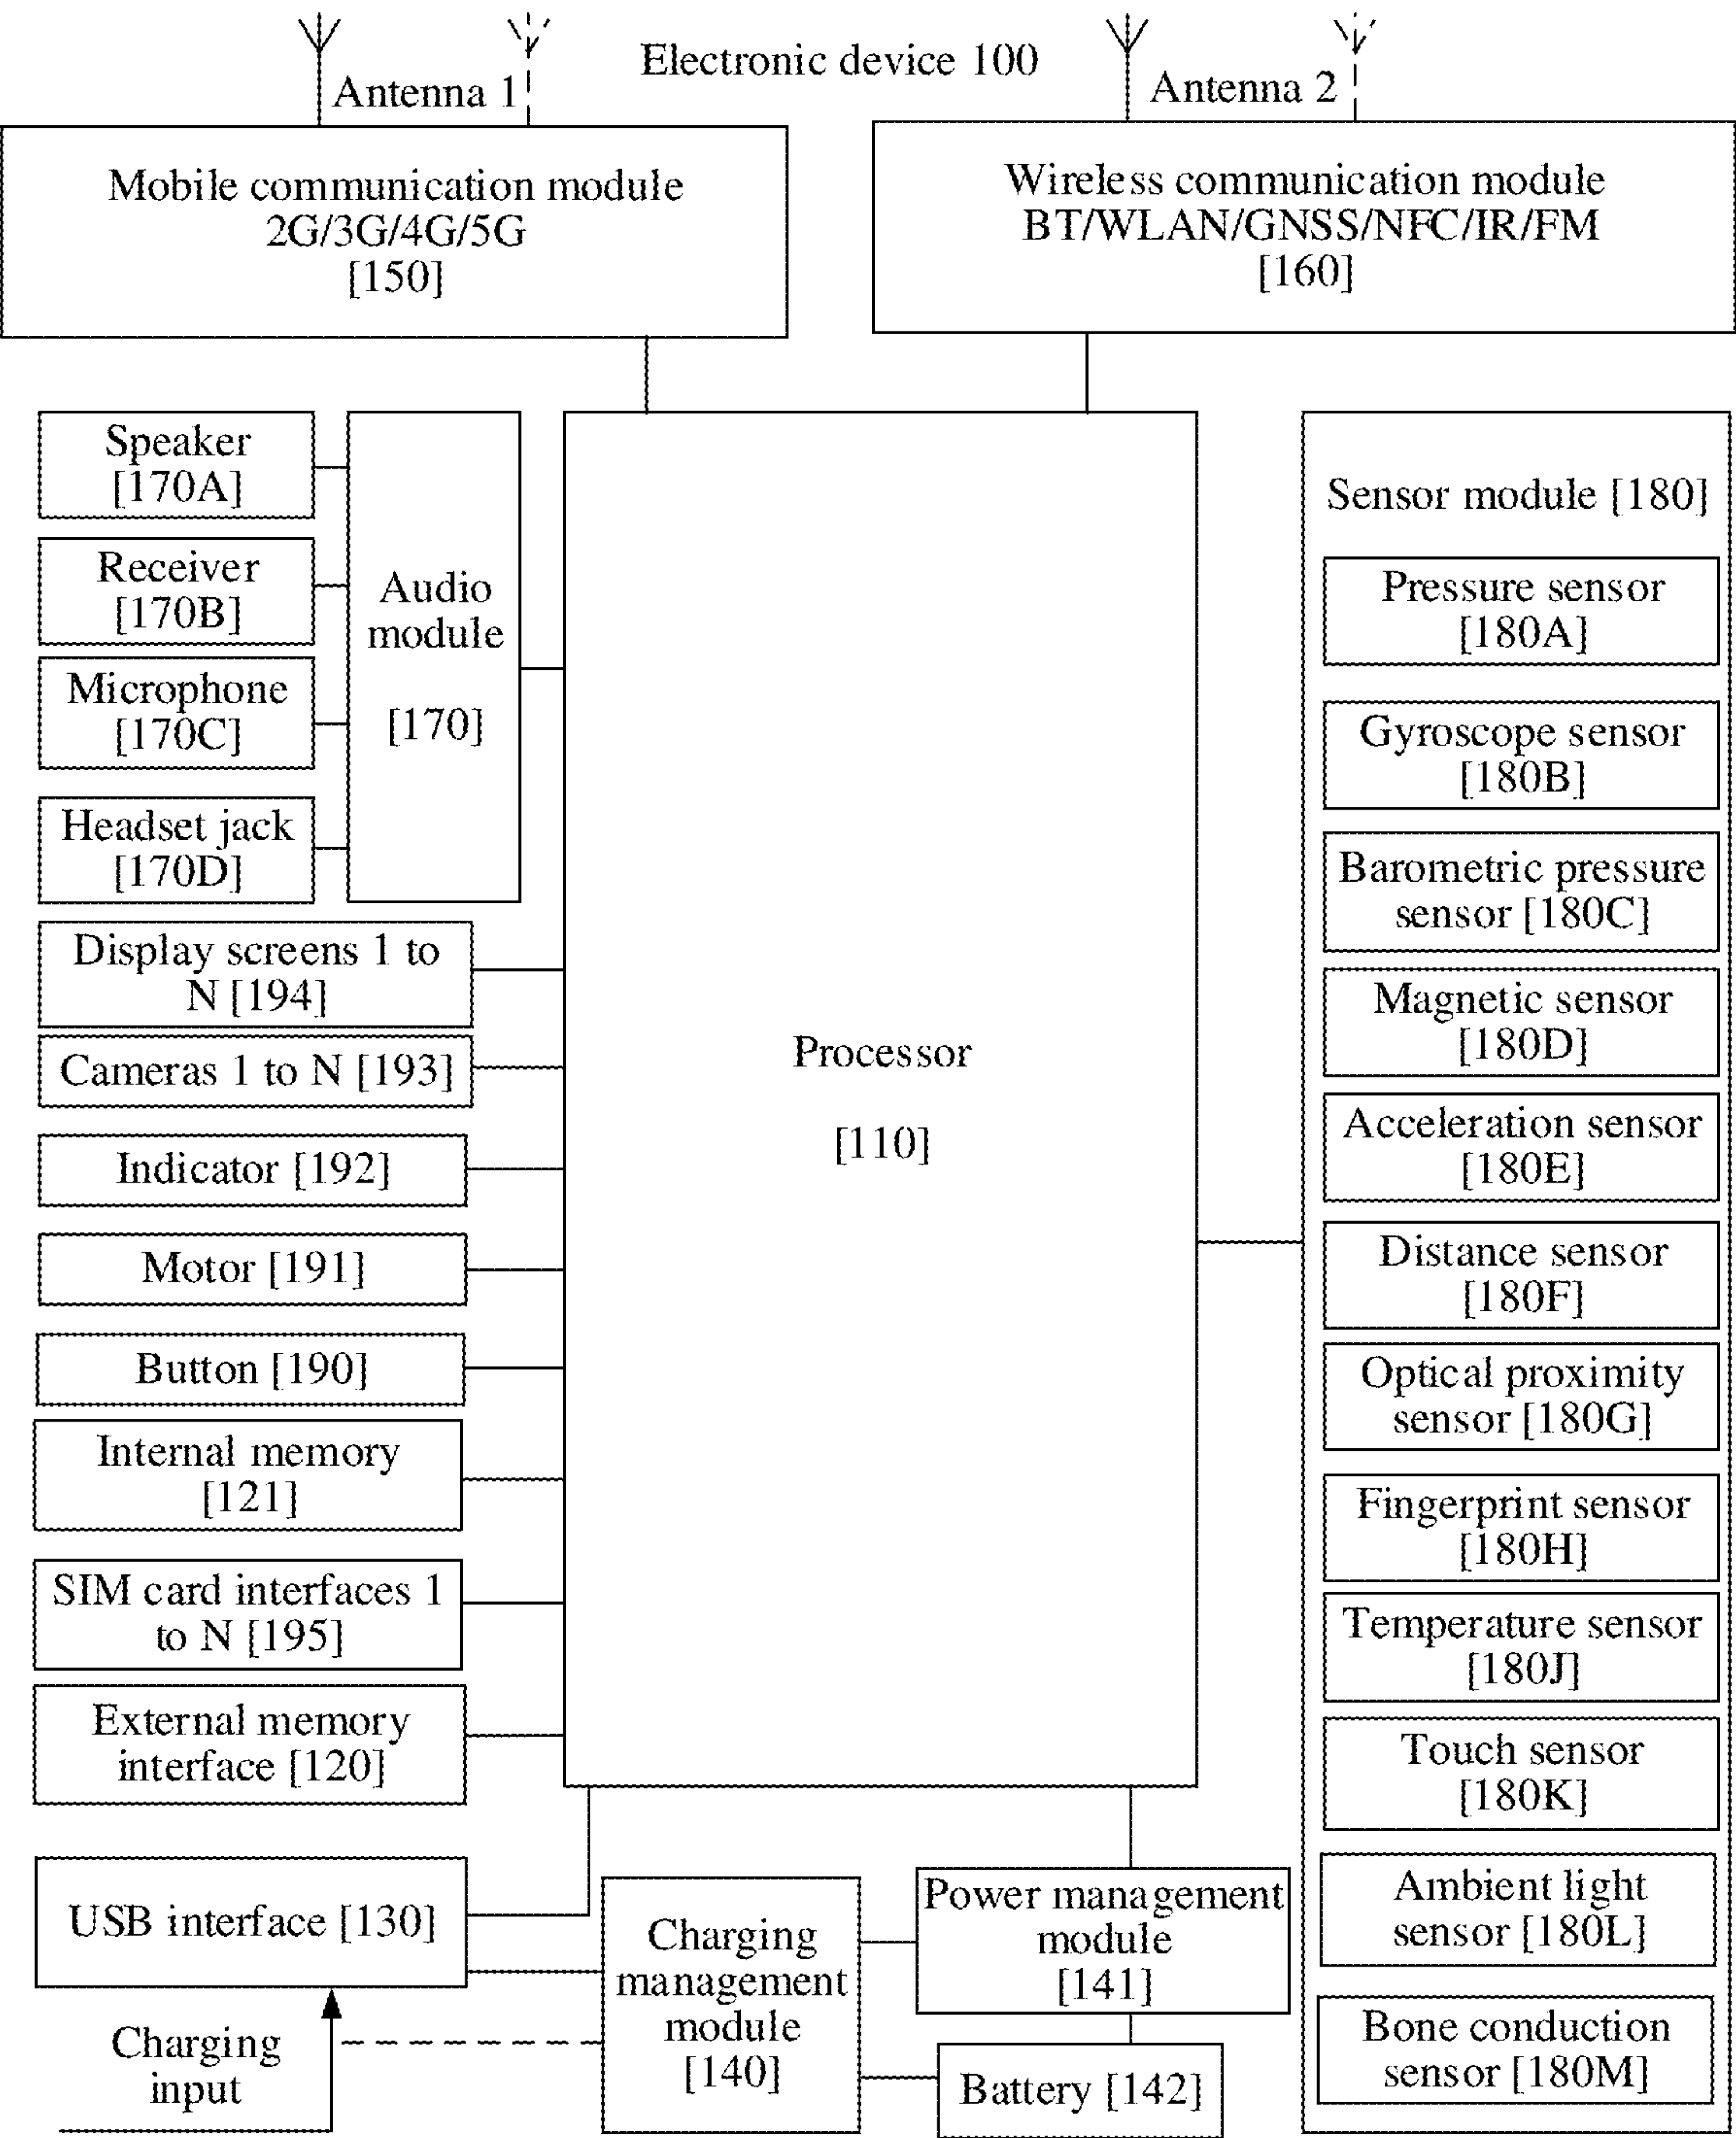 Electronic device 100
Antenna 1
Antenna 2
Mobile communication module
2G/3G/4G/5G
[150]
Wireless communication module
BT/WLAN/GNSS/NFC/IR/FM
[160]
Speaker
[170A]
Receiver
[170B]
Microphone
[170C]
Headset jack
[170D]
Audio
module
[170]
Display screens 1 to
N [194]
Cameras 1 to N [193]
Indicator [192]
Motor [191]
Button [190]
Internal memory
[121]
SIM card interfaces 1
to N [195]
External memory
interface [120]
USB interface [130]
Charging
input
Processor
[110]
Charging
management
module
[140]
Power management
module
[141]
Battery [142]
Sensor module [180]
Pressure sensor
[180A]
Gyroscope sensor
[180B]
Barometric pressure
sensor [180C]
Magnetic sensor
[180D]
Acceleration sensor
[180E]
Distance sensor
[180F]
Optical proximity
sensor [180G]
Fingerprint sensor
[180H]
Temperature sensor
[180J]
Touch sensor
[180K]
Ambient light
sensor [180L]
Bone conduction
sensor [180M]